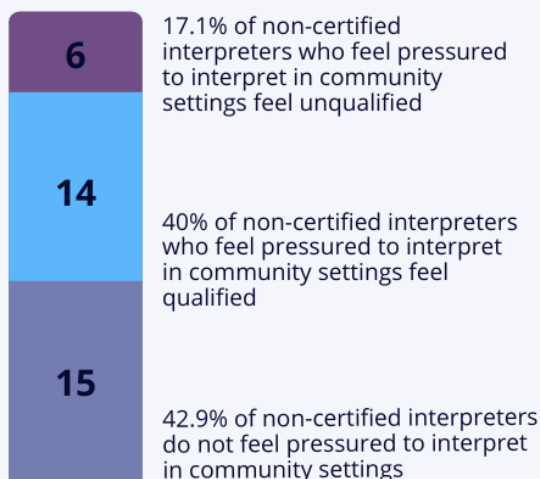 6
17.1% of non-certified
interpreters who feel pressured
to interpret in community
settings feel unqualified
14
40% of non-certified interpreters
who feel pressured to interpret
in community settings feel
qualified
15
42.9% of non-certified interpreters
do not feel pressured to interpret
in community settings